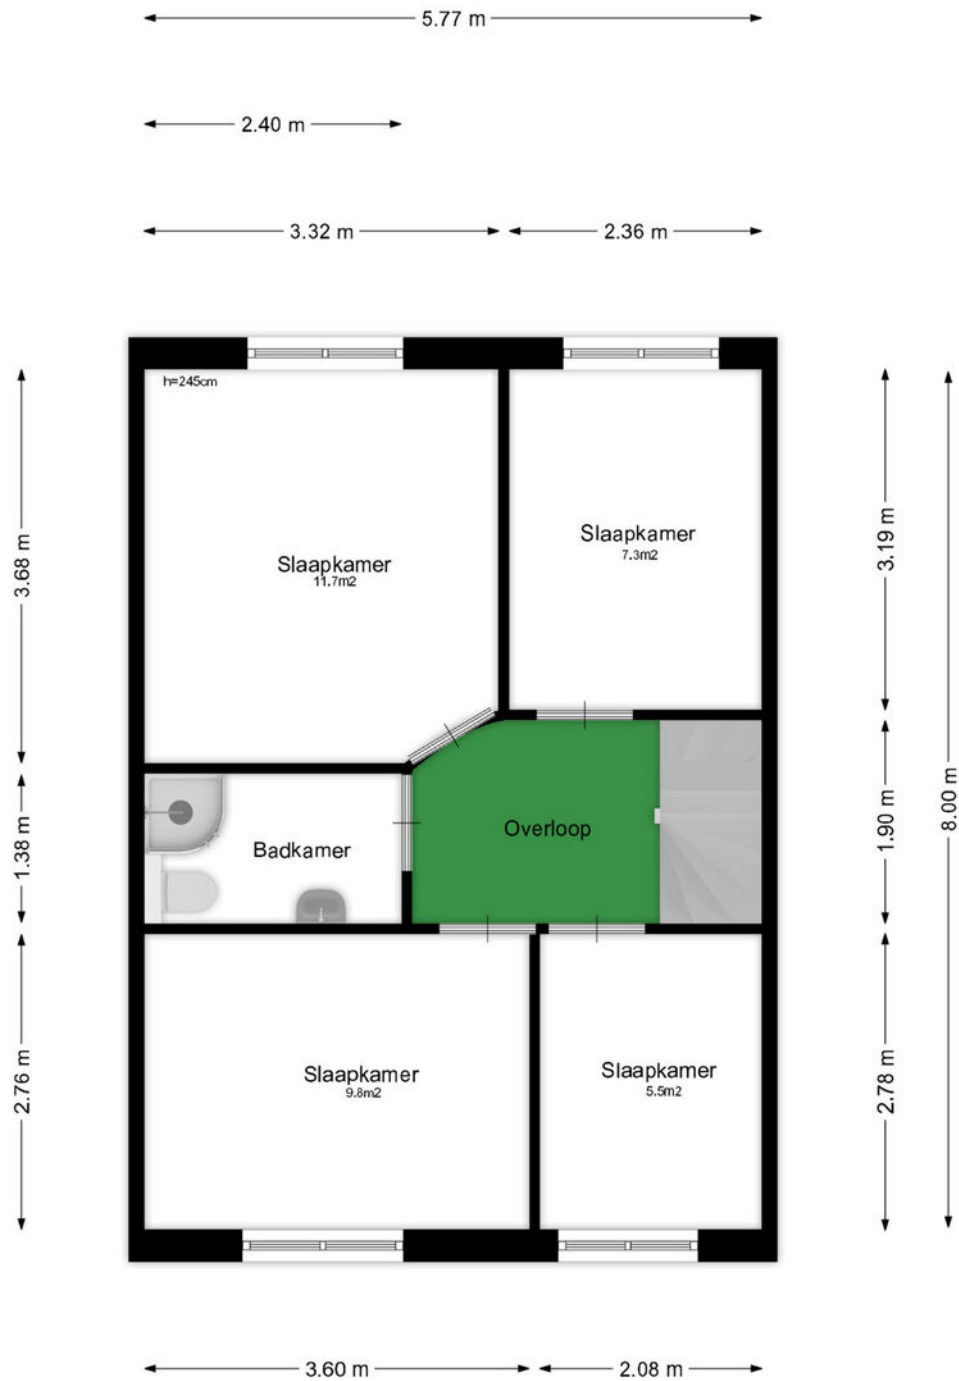 5.77 m
2.40 m
3.32 m
2.36 m
h=245cm
3.68 m
Slaapkamer
11.7m2
Slaapkamer
7.3m2
3.19 m
1.38 m
Badkamer
Overloop
1.90 m
8.00 m
2.76 m
Slaapkamer
9.8m2
Slaapkamer
5.5m2
2.78 m
3.60 m
2.08 m